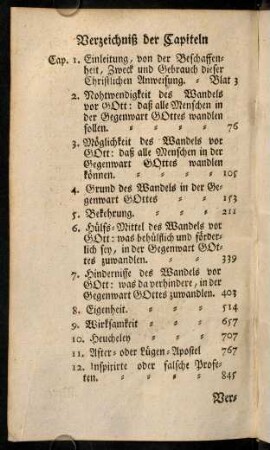 Verzeichniß der Capiteln
Cap. 1. Einleitung, von der Beschaffen-
heit, Zweck und Gebrauch dieser
Christlichen Anweisung. = Blat 3
2. Nohtwendigkeit des Wandels
vor GOtt: daß alle Menschen in
der Gegenwart GOttes wandlen
sollen. = = = = 76
3. Möglichkeit des Wandels vor
GOtt: daß alle Menschen in der
Gegenwart GOttes wandlen
können. = = = = 105
4. Grund des Wandels in der Ge-
genwart GOttes = = 153
5. Bekehrung. = = = 211
6. Hülfs-Mittel des Wandels vor
GOtt: was behülflich und förder-
lich sey, in der Gegenwart GOt-
tes zuwandlen. = = 339
7. Hindernisse des Wandels vor
GOtt: was da verhindere, in der
Gegenwart GOttes zuwandlen. 403
8. Eigenheit. = = = 514
9. Wirksamkeit = = = 657
10. Heucheley = = = 707
11. After- oder Lügen-Apostel 767
12. Inspirirte oder falsche Profe-
ten. = = = = 845
Ver-